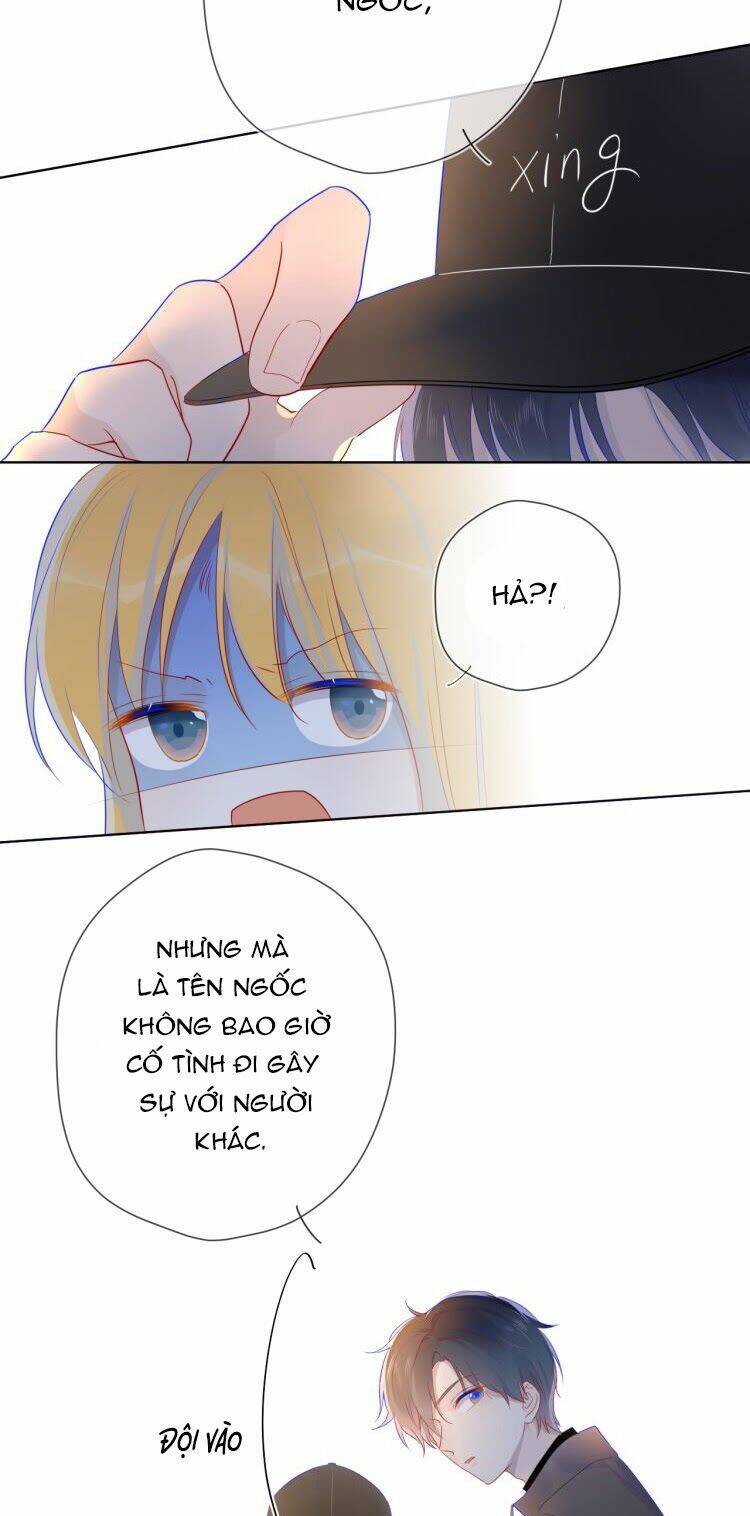 NGỐC,
xing
HẢ?!
NHƯNG MÀ
LÀ TÊN NGỐC
KHÔNG BAO GIỜ
CỐ TÌNH ĐI GÂY
SỰ VỚI NGƯỜI
KHÁC.
ĐỘI VÀO